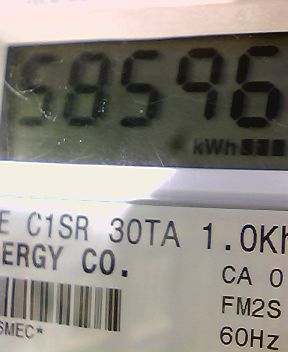 58596
kWh
E C1SR 30TA 1.0Kh
ERGY CO.
CA 0
FM2S
SMEC*
60Hz